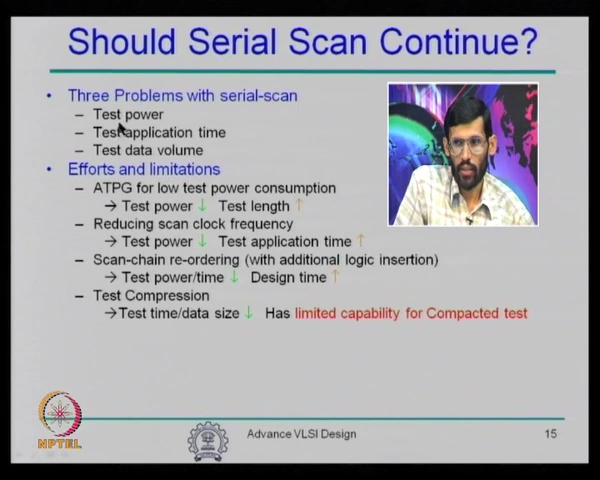 Should Serial Scan Continue?
• Three Problems with serial-scan
– Test power
– Test application time
– Test data volume
• Efforts and limitations
– ATPG for low test power consumption
→ Test power ↓ Test length ↑
– Reducing scan clock frequency
→ Test power ↓ Test application time ↑
– Scan-chain re-ordering (with additional logic insertion)
→ Test power/time ↓ Design time ↑
– Test Compression
→Test time/data size ↓ Has limited capability for Compacted test
NPTEL
Advance VLSI Design
15